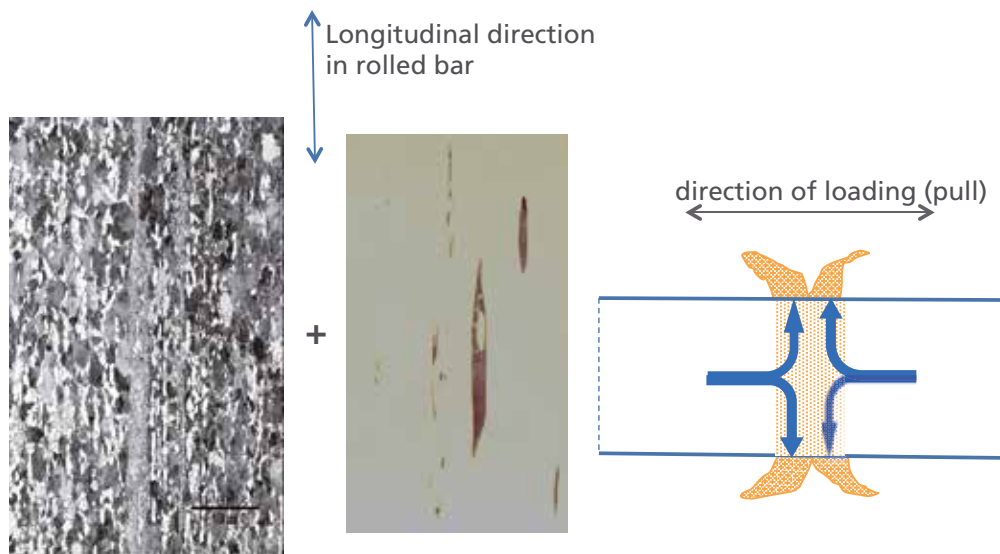 Longitudinal direction
in rolled bar
direction of loading (pull)
+